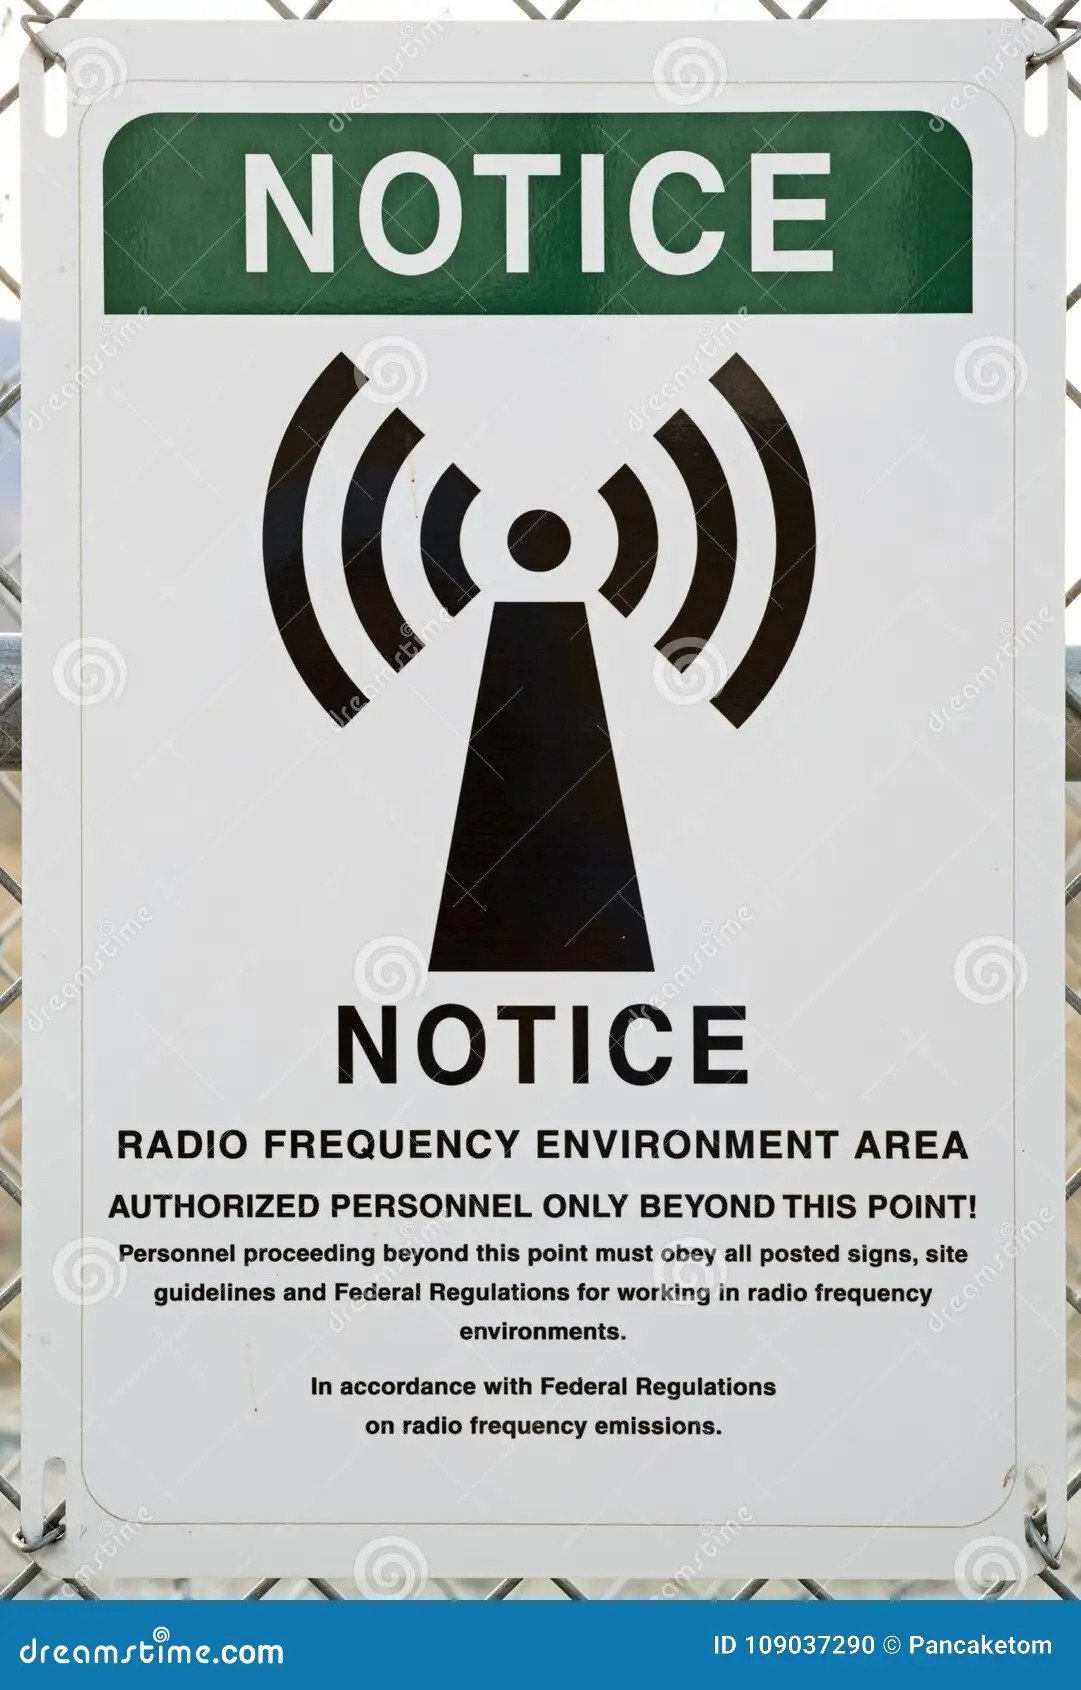 NOTICE
NOTICE
RADIO FREQUENCY ENVIRONMENT AREA
AUTHORIZED PERSONNEL ONLY BEYOND THIS POINT!
Personnel proceeding beyond this point must obey all posted signs, site
guidelines and Federal Regulations for working in radio frequency
environments.
In accordance with Federal Regulations
on radio frequency emissions.
dreamstime.com
ID 109037290 © Pancaketom